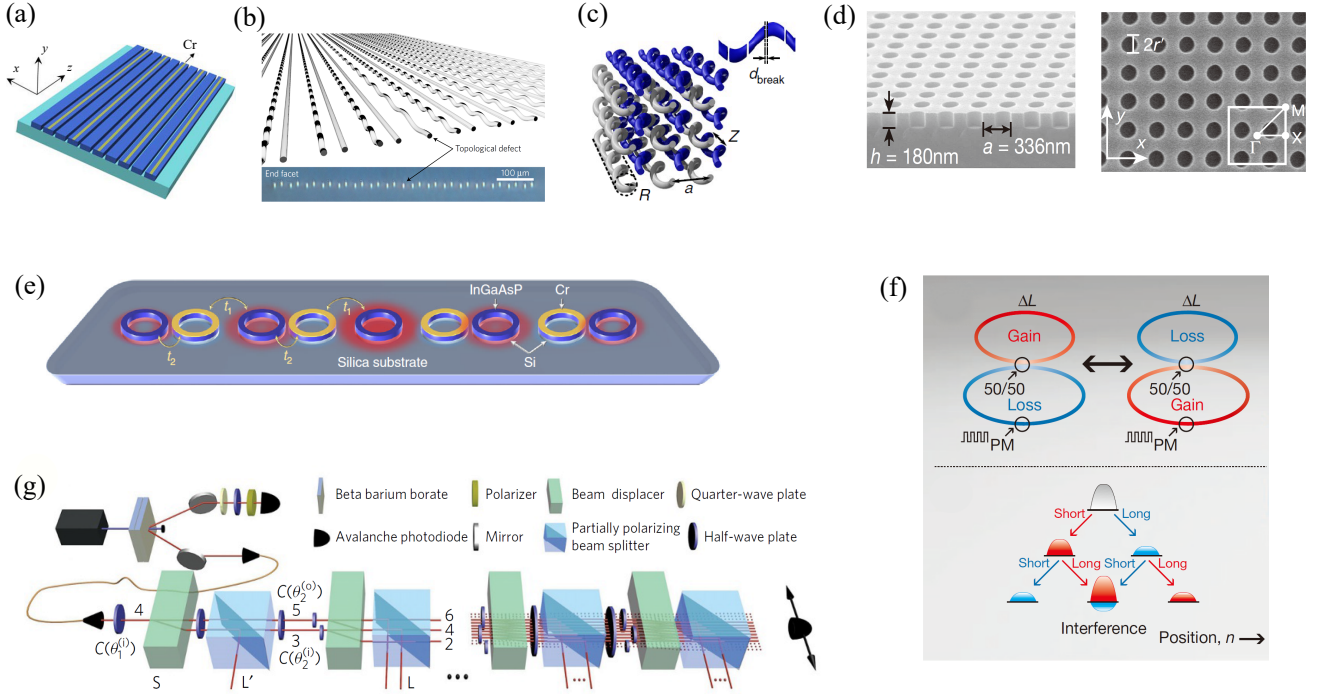 (a)
Cr
y
x
z
(b)
Topological defect
End facet
100 μm
(c)
d_break
Z
R
a
(d)
h = 180nm
a = 336nm
2r'
M
X
Γ
y
x
(e)
InGaAsP
Cr
t₁
t₁
t₂
t₂
Silica substrate
Si
(f)
ΔL
ΔL
Gain
Loss
50/50
50/50
Loss
Gain
PM
PM
Short
Long
Short
Long
Short
Long
Interference
Position, n
(g)
Beta barium borate
Polarizer
Beam displacer
Quarter-wave plate
Avalanche photodiode
Mirror
Partially polarizing
beam splitter
Half-wave plate
4
C(θ₁⁽ⁱ⁾)
S
L′
C(θ₂⁽ᵒ⁾)
5
3
C(θ₂⁽ⁱ⁾)
6
4
2
L
•••
•••
•••
•••